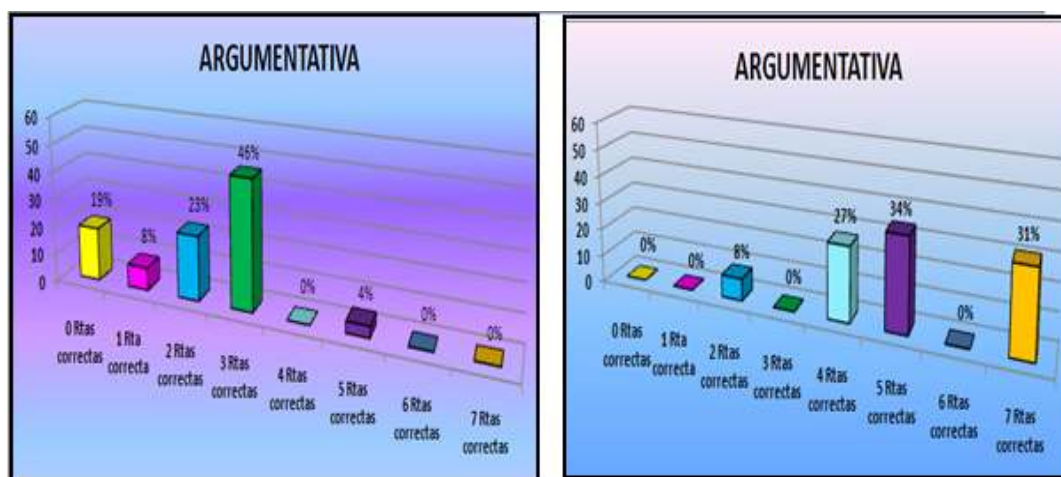 ARGUMENTATIVA
60
50
40
30
20
10
0
19%
8%
23%
46%
0%
4%
0%
0%
0 Rtas
correctas
1 Rta
correcta
2 Rtas
correctas
3 Rtas
correctas
4 Rtas
correctas
5 Rtas
correctas
6 Rtas
correctas
7 Rtas
correctas
ARGUMENTATIVA
60
50
40
30
20
10
0
0%
0%
8%
0%
27%
34%
0%
31%
0 Rtas
correctas
1 Rta
correcta
2 Rtas
correctas
3 Rtas
correctas
4 Rtas
correctas
5 Rtas
correctas
6 Rtas
correctas
7 Rtas
correctas